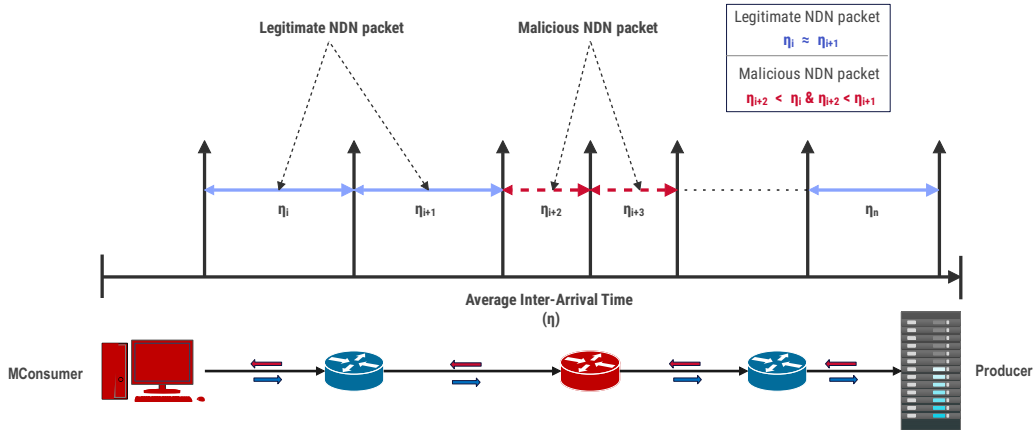 Legitimate NDN packet
Malicious NDN packet
Legitimate NDN packet
ηi ≈ ηi+1
Malicious NDN packet
ηi+2 < ηi & ηi+2 < ηi+1
ηi
ηi+1
ηi+2
ηi+3
ηn
Average Inter-Arrival Time
(η)
MConsumer
Producer